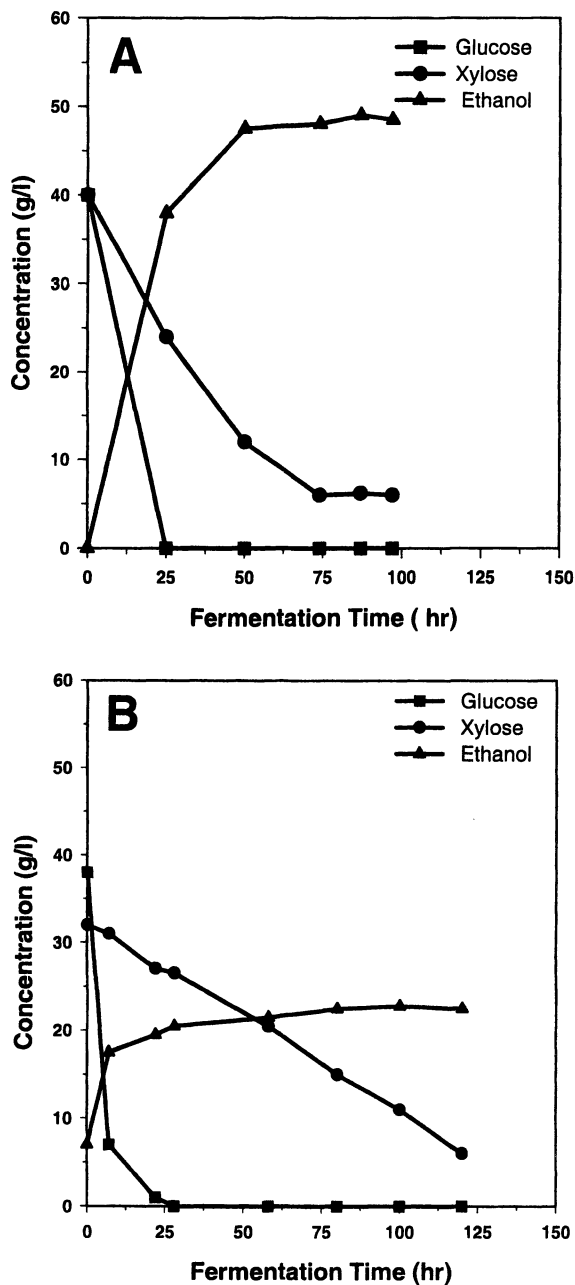 A
Glucose
Xylose
Ethanol
60
50
40
30
20
10
0
Concentration (g/l)
0 25 50 75 100 125 150
Fermentation Time ( hr)
B
Glucose
Xylose
Ethanol
60
50
40
30
20
10
0
Concentration (g/l)
0 25 50 75 100 125 150
Fermentation Time (hr)